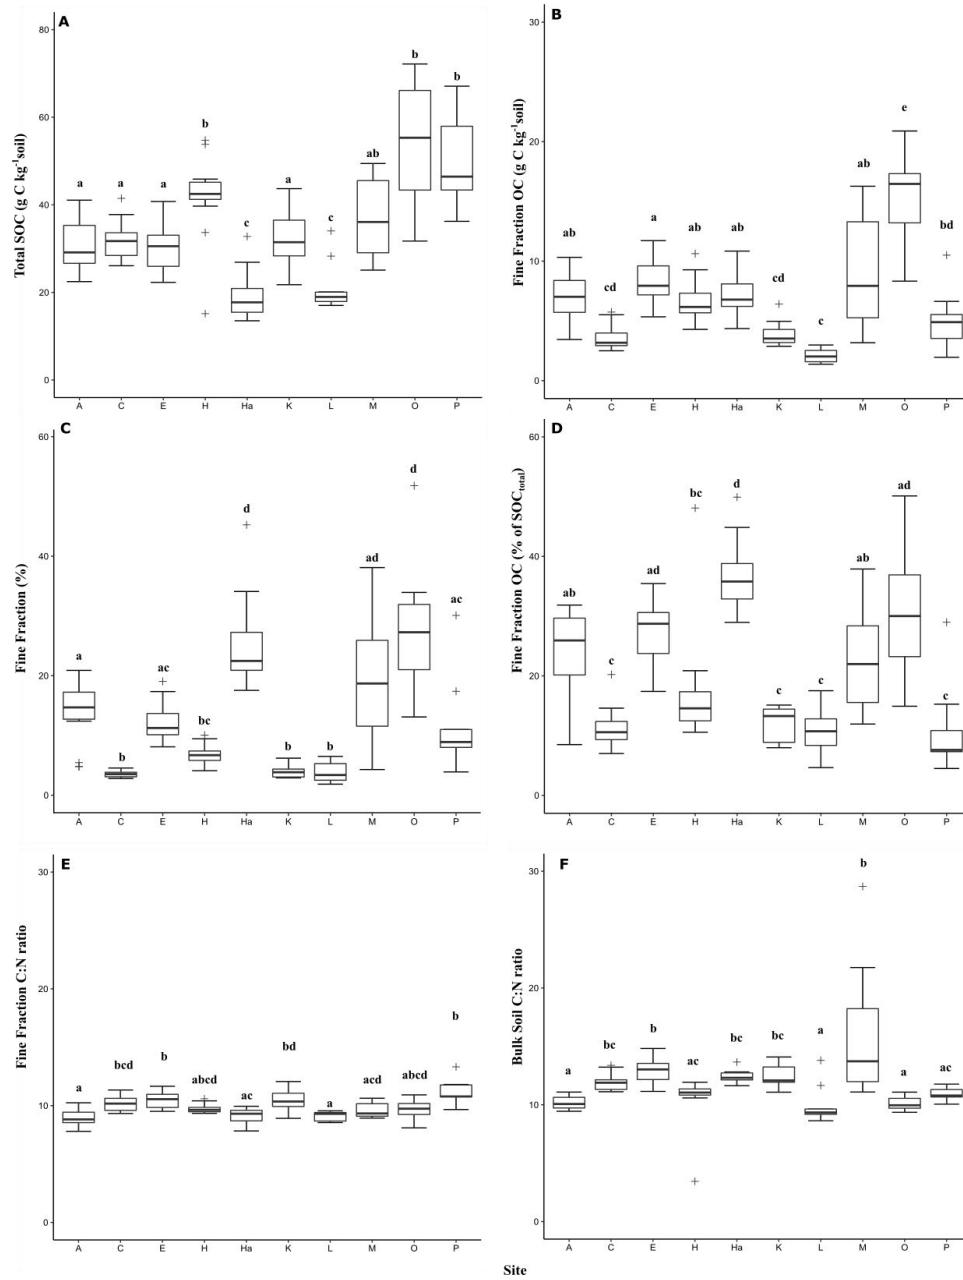 A
Total SOC (g C kg⁻¹soil)
80
60
40
20
0
a
a
a
b
c
a
c
ab
b
b
A C E H Ha K L M O P
B
Fine Fraction OC (g C kg⁻¹soil)
30
20
10
0
ab
cd
a
ab
ab
cd
c
ab
e
bd
A C E H Ha K L M O P
C
Fine Fraction (%)
60
40
20
0
a
b
ac
bc
d
b
b
ad
d
ac
A C E H Ha K L M O P
D
Fine Fraction OC (% of SOCtotal)
60
40
20
0
ab
c
ad
bc
d
c
c
ab
ad
c
A C E H Ha K L M O P
E
Fine Fraction C:N ratio
30
20
10
0
a
bcd
b
abcd
ac
bd
a
acd
abcd
b
A C E H Ha K L M O P
F
Bulk Soil C:N ratio
30
20
10
0
a
bc
b
ac
bc
bc
a
b
a
ac
A C E H Ha K L M O P
Site